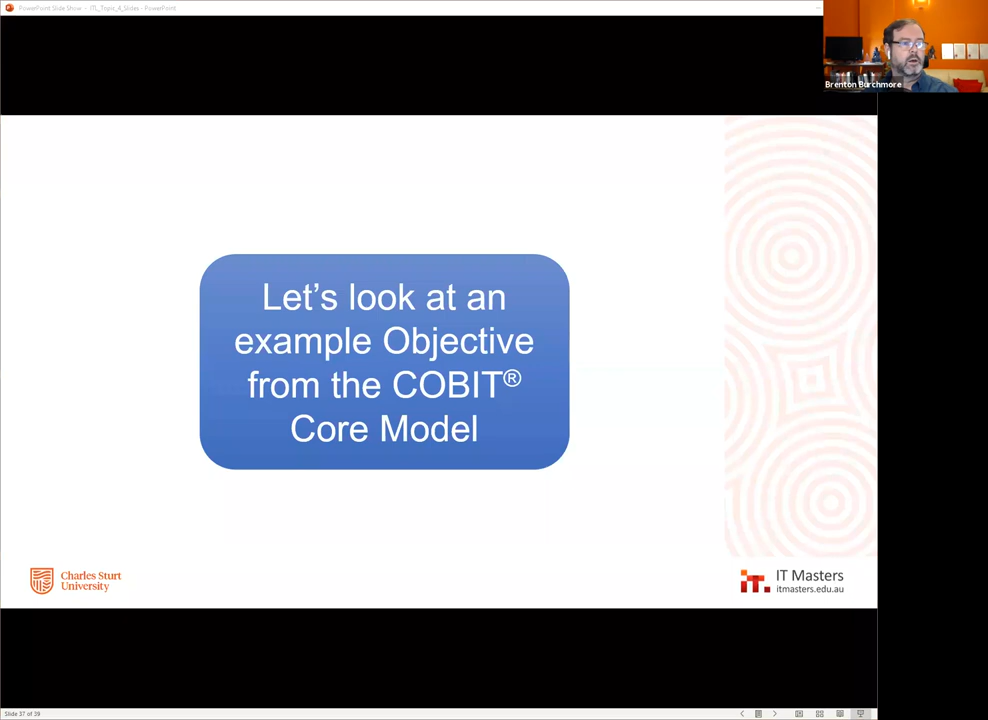 PowerPoint Slide Show - ITL_Topic_4_Slides - PowerPoint
Brenton Burchmore
Let's look at an
example Objective
from the COBIT®
Core Model
Charles Sturt
University
IT Masters
itmasters.edu.au
Slide 37 of 39